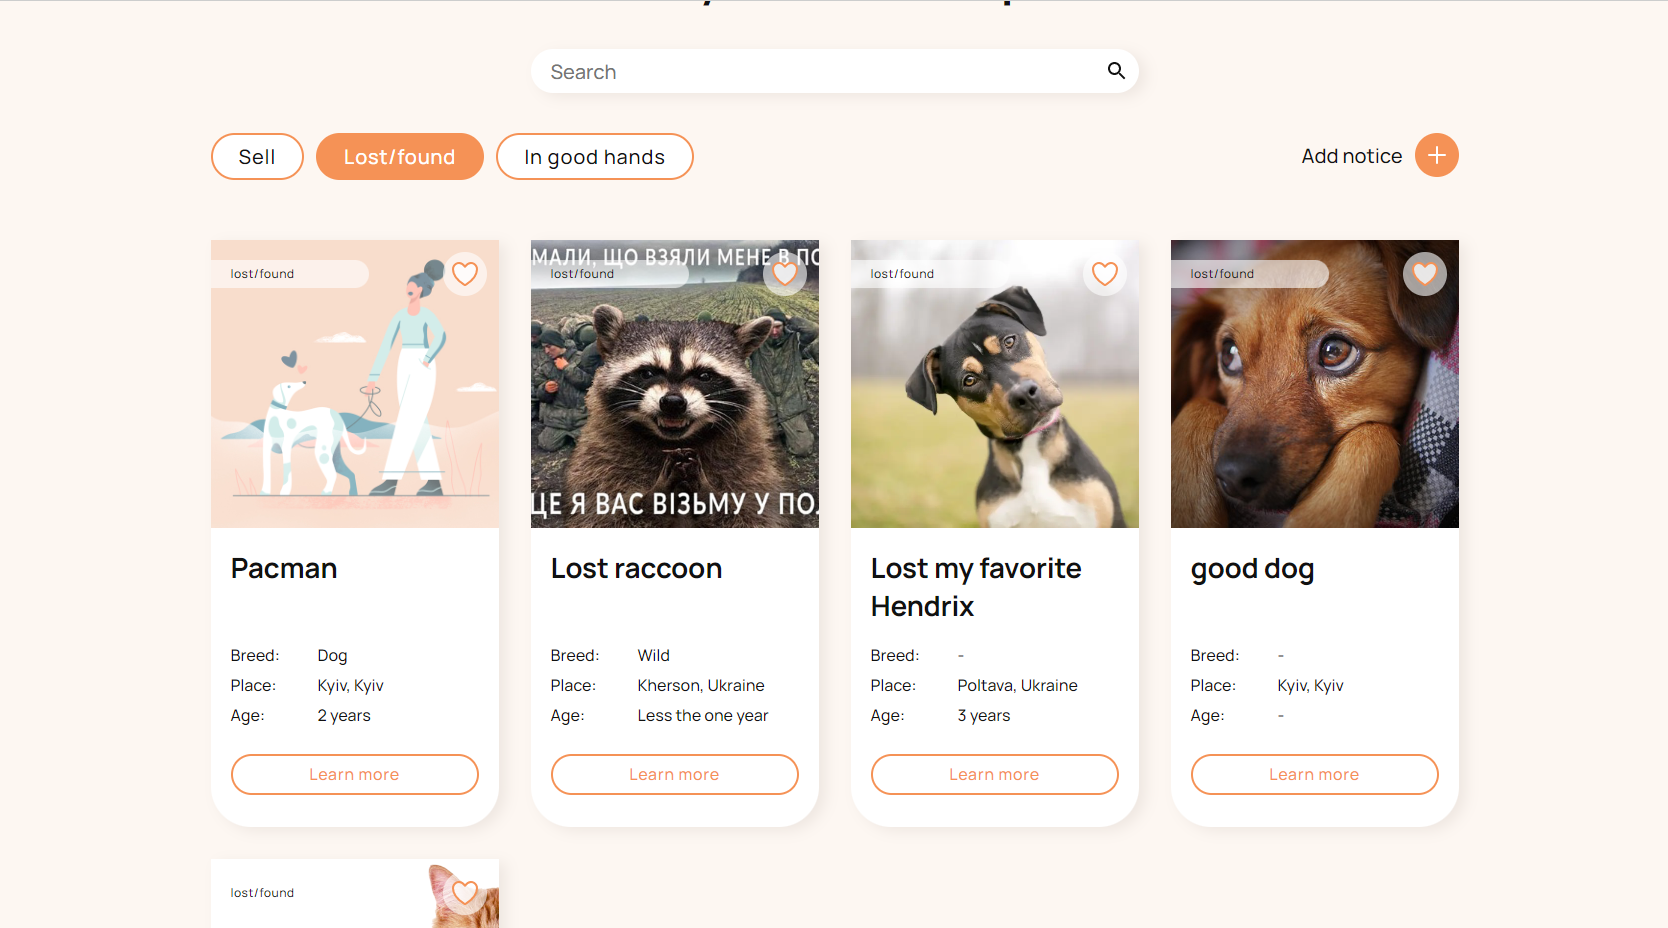 Search
Sell
Lost/found
In good hands
Add notice
lost/found
Pacman
Breed: Dog
Place: Kyiv, Kyiv
Age: 2 years
Learn more
МАЛИ, ЩО ВЗЯЛИ МЕНЕ В ПО
lost/found
ЦЕ Я ВАС ВІЗЬМУ У ПО
Lost raccoon
Breed: Wild
Place: Kherson, Ukraine
Age: Less the one year
Learn more
lost/found
Lost my favorite
Hendrix
Breed: -
Place: Poltava, Ukraine
Age: 3 years
Learn more
lost/found
good dog
Breed: -
Place: Kyiv, Kyiv
Age: -
Learn more
lost/found